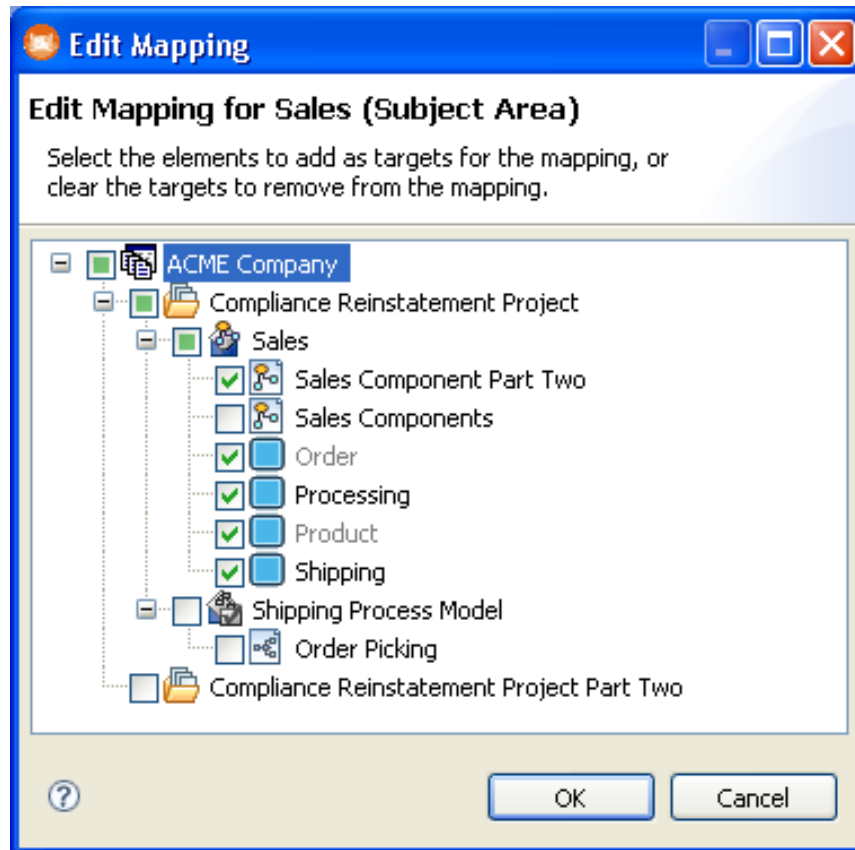 Edit Mapping
Edit Mapping for Sales (Subject Area)
Select the elements to add as targets for the mapping, or
clear the targets to remove from the mapping.
ACME Company
Compliance Reinstatement Project
Sales
Sales Component Part Two
Sales Components
Order
Processing
Product
Shipping
Shipping Process Model
Order Picking
Compliance Reinstatement Project Part Two
?
OK
Cancel